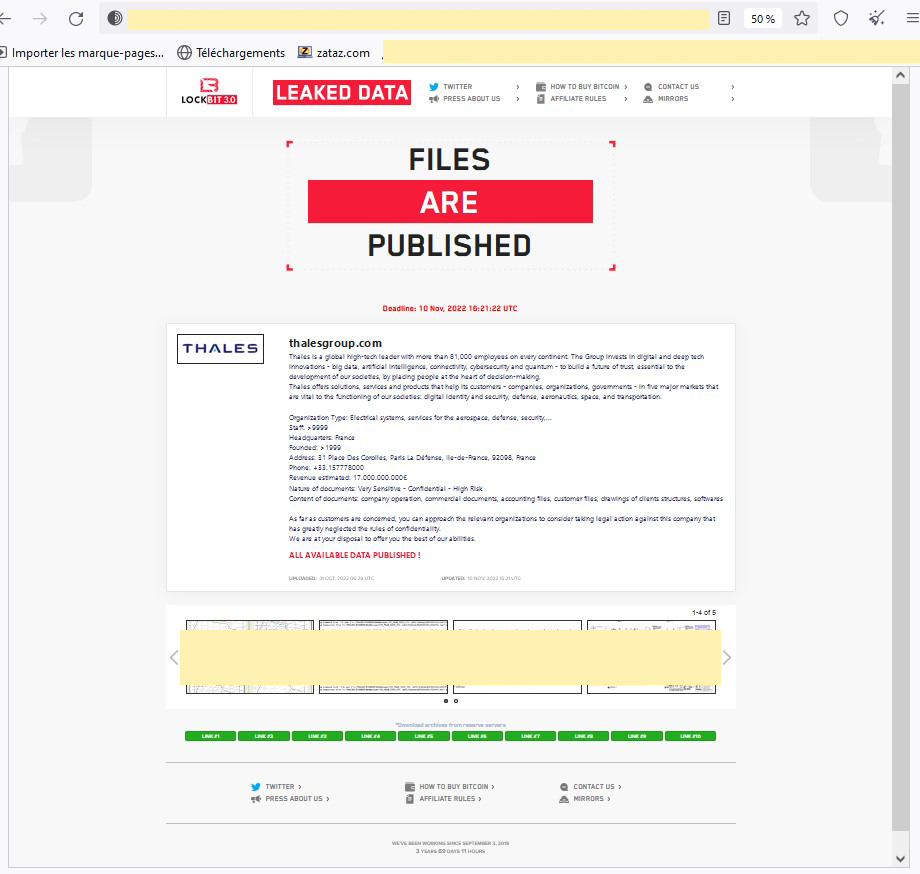 50 %
Importer les marque-pages... Téléchargements zataz.com
LOCKBIT 3.0
LEAKED DATA
TWITTER > HOW TO BUY BITCOIN > CONTACT US >
PRESS ABOUT US > AFFILIATE RULES > MIRRORS >
FILES
ARE
PUBLISHED
Deadline: 10 Nov, 2022 16:21:22 UTC
THALES
thalesgroup.com
Thales is a global high-tech leader with more than 81,000 employees on every continent. The Group invests in digital and deep tech
innovations - big data, artificial intelligence, connectivity, cybersecurity and quantum - to build a future of trust, essential to the
development of our societies, by placing people at the heart of decision-making.
Thales offers solutions, services and products that help its customers - companies, organizations, governments - in five major markets that
are vital to the functioning of our societies: digital identity and security, defense, aeronautics, space, and transportation.
Organization Type: Electrical systems, services for the aerospace, defense, security,...
Staff: >9999
Headquarters: France
Founded: >1999
Address: 31 Place Des Corolles, Paris La Défense, Ile-de-France, 92098, France
Phone: +33.157778000
Revenue estimated: 17.000.000.000€
Nature of documents: Very Sensitive - Confidential - High Risk
Content of documents: company operation, commercial documents, accounting files, customer files, drawings of clients structures, softwares
As far as customers are concerned, you can approach the relevant organizations to consider taking legal action against this company that
has greatly neglected the rules of confidentiality.
We are at your disposal to offer you the best of our abilities.
ALL AVAILABLE DATA PUBLISHED !
UPLOADED: 31 OCT, 2022 06:29 UTC UPDATED: 10 NOV, 2022 15:21 UTC
1-4 of 5
*Download archives from reserve servers
LINK #1 LINK #2 LINK #3 LINK #4 LINK #5 LINK #6 LINK #7 LINK #8 LINK #9 LINK #10
TWITTER > HOW TO BUY BITCOIN > CONTACT US >
PRESS ABOUT US > AFFILIATE RULES > MIRRORS >
WE'VE BEEN WORKING SINCE SEPTEMBER 3, 2019
3 YEARS 69 DAYS 11 HOURS